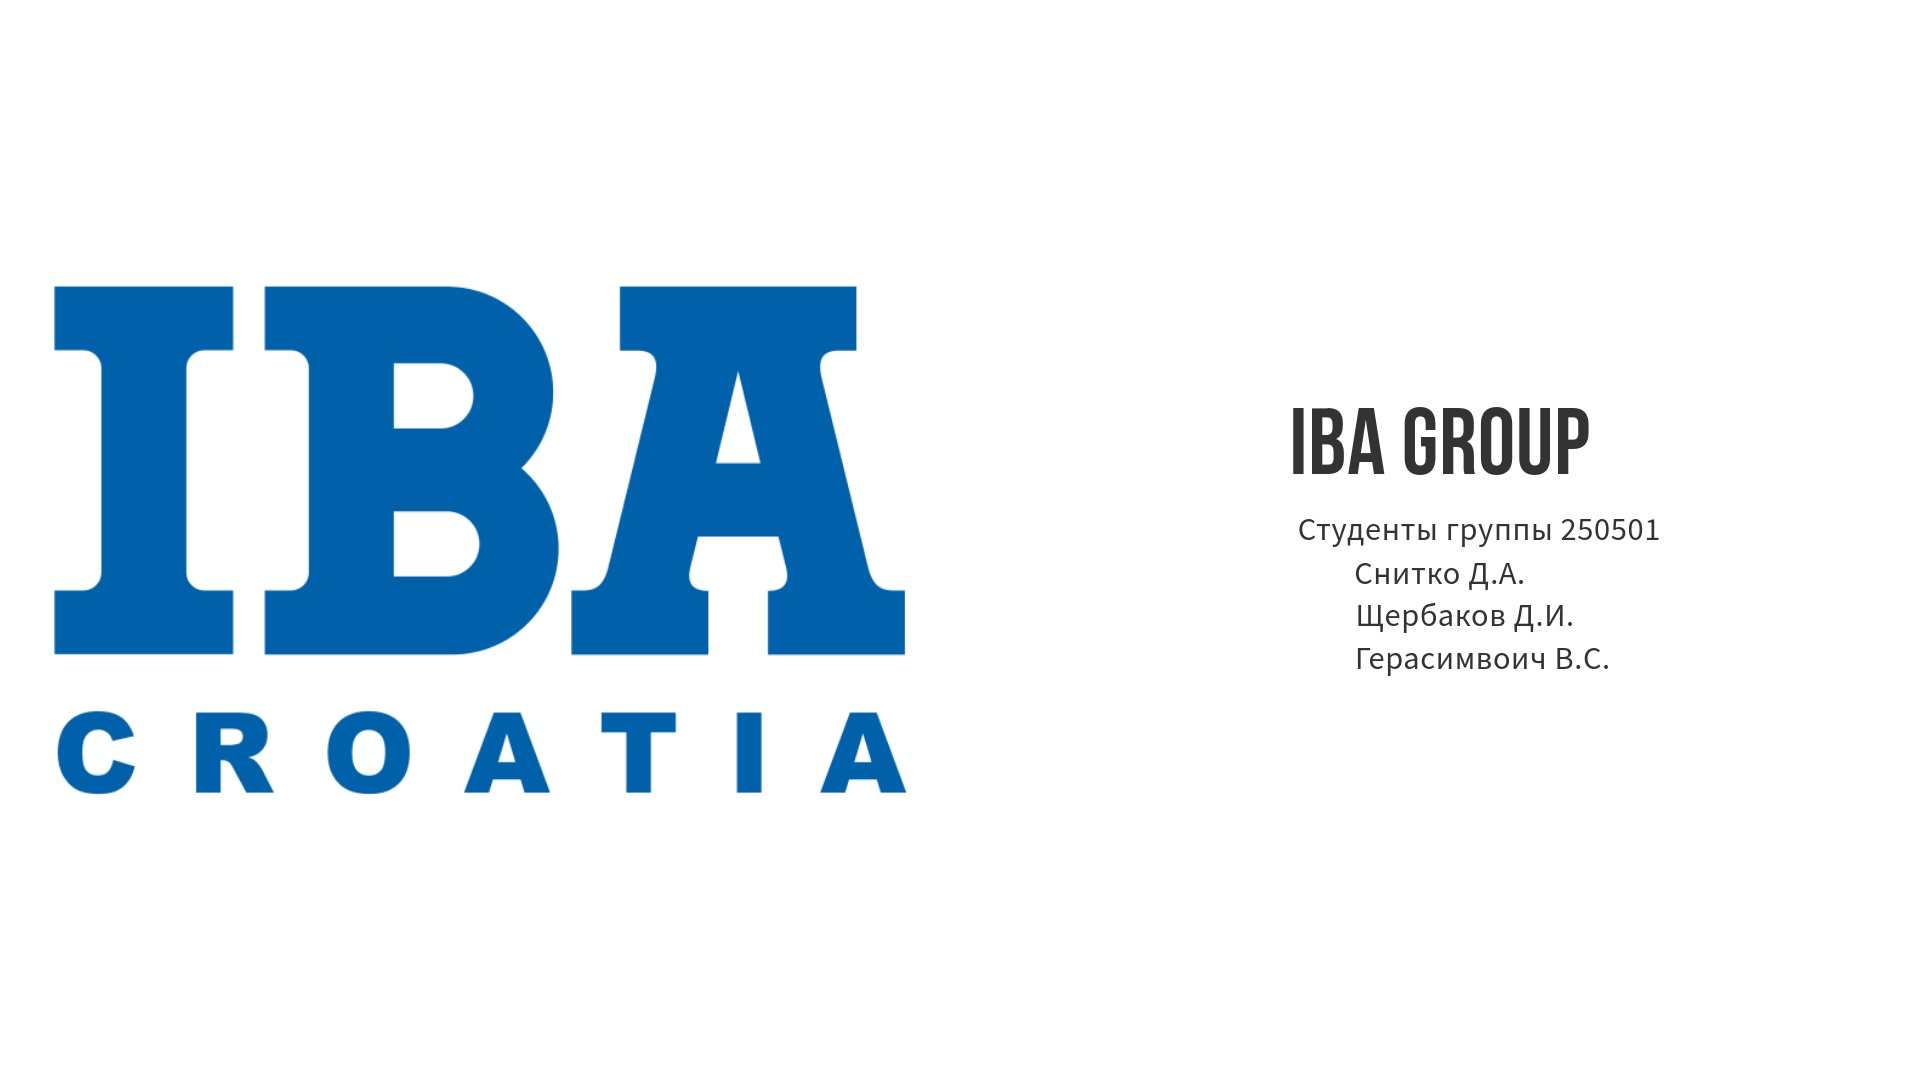 IBA
CROATIA
IBA GROUP
Студенты группы 250501
Снитко Д.А.
Щербаков Д.И.
Герасимвоич В.С.